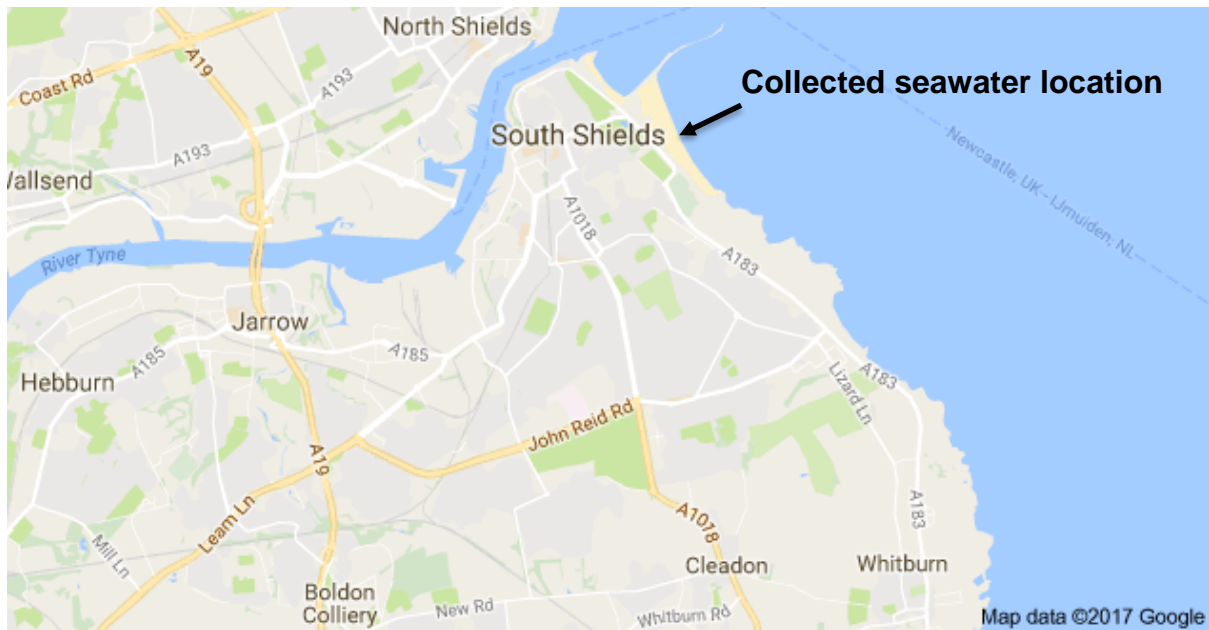 North Shields
A19
Coast Rd
A193
Collected seawater location
South Shields
A193
Newcastle, UK - IJmuiden, NL
Wallsend
A1018
River Tyne
A183
Jarrow
A185
A185
Hebburn
A183
Lizard Ln
John Reid Rd
A19
Leam Ln
A183
A1018
Mill Ln
Cleadon
Whitburn
Boldon
Colliery
New Rd
Whitburn Rd
Map data ©2017 Google